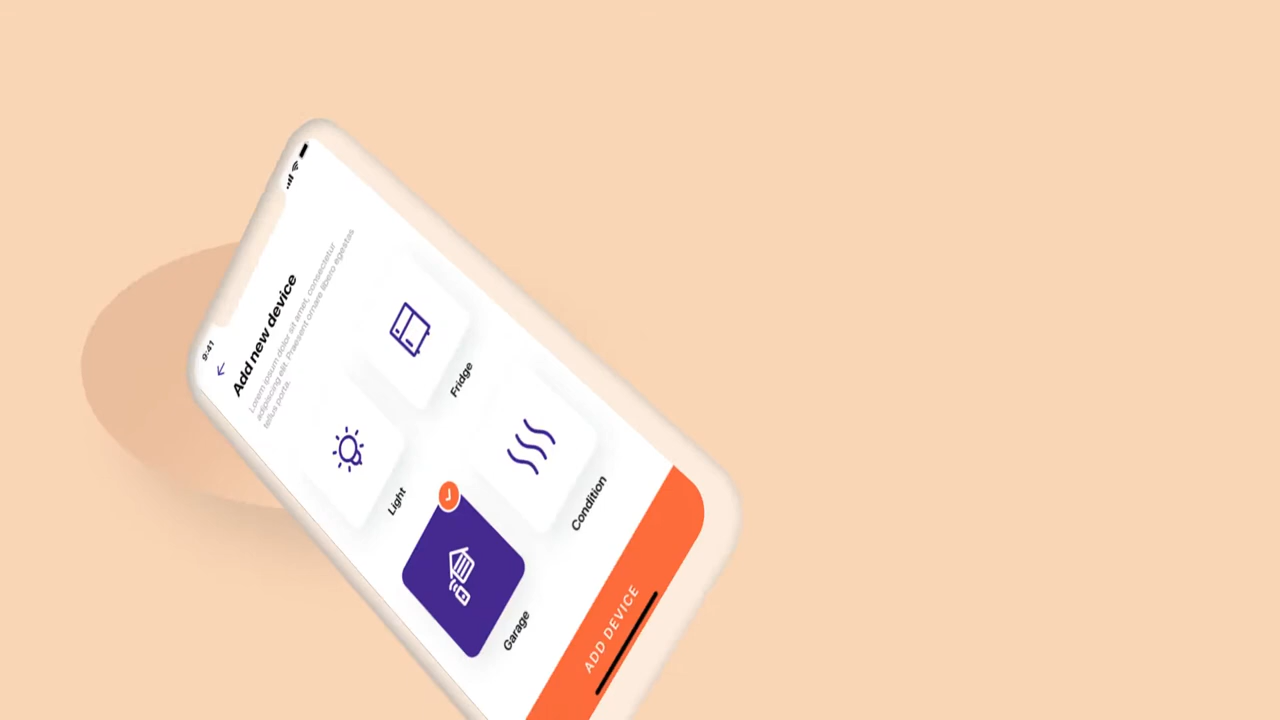 9:41
Add new device
Lorem ipsum dolor sit amet, consectetur
adipiscing elit. Praesent ornare libero egestas
tellus porta.
Light
Fridge
Garage
Condition
ADD DEVICE